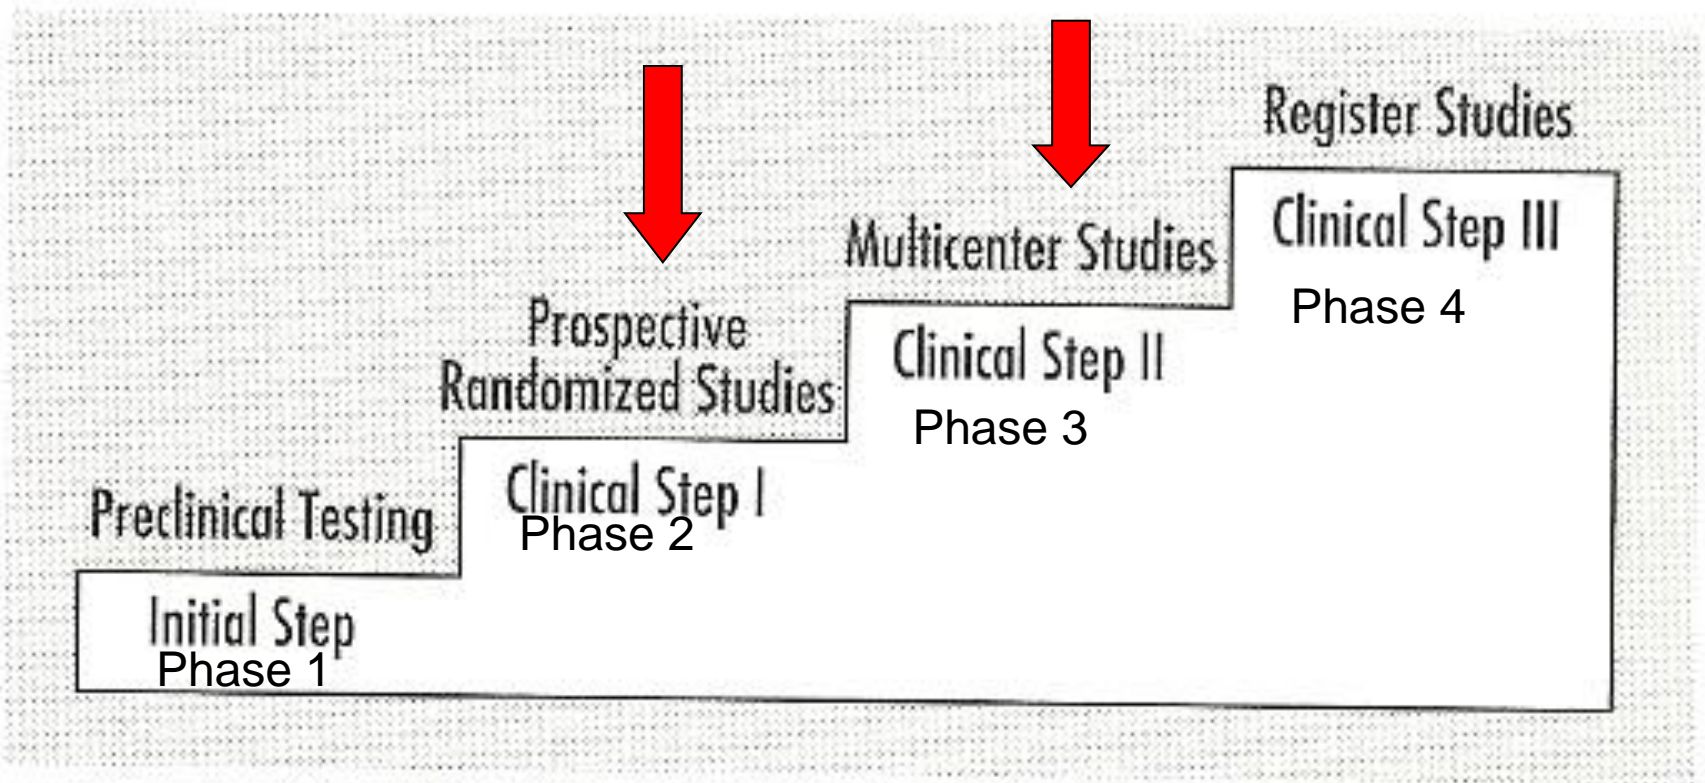 Register Studies
Clinical Step III
Phase 4
Multicenter Studies
Clinical Step II
Phase 3
Prospective
Randomized Studies
Clinical Step I
Phase 2
Preclinical Testing
Initial Step
Phase 1